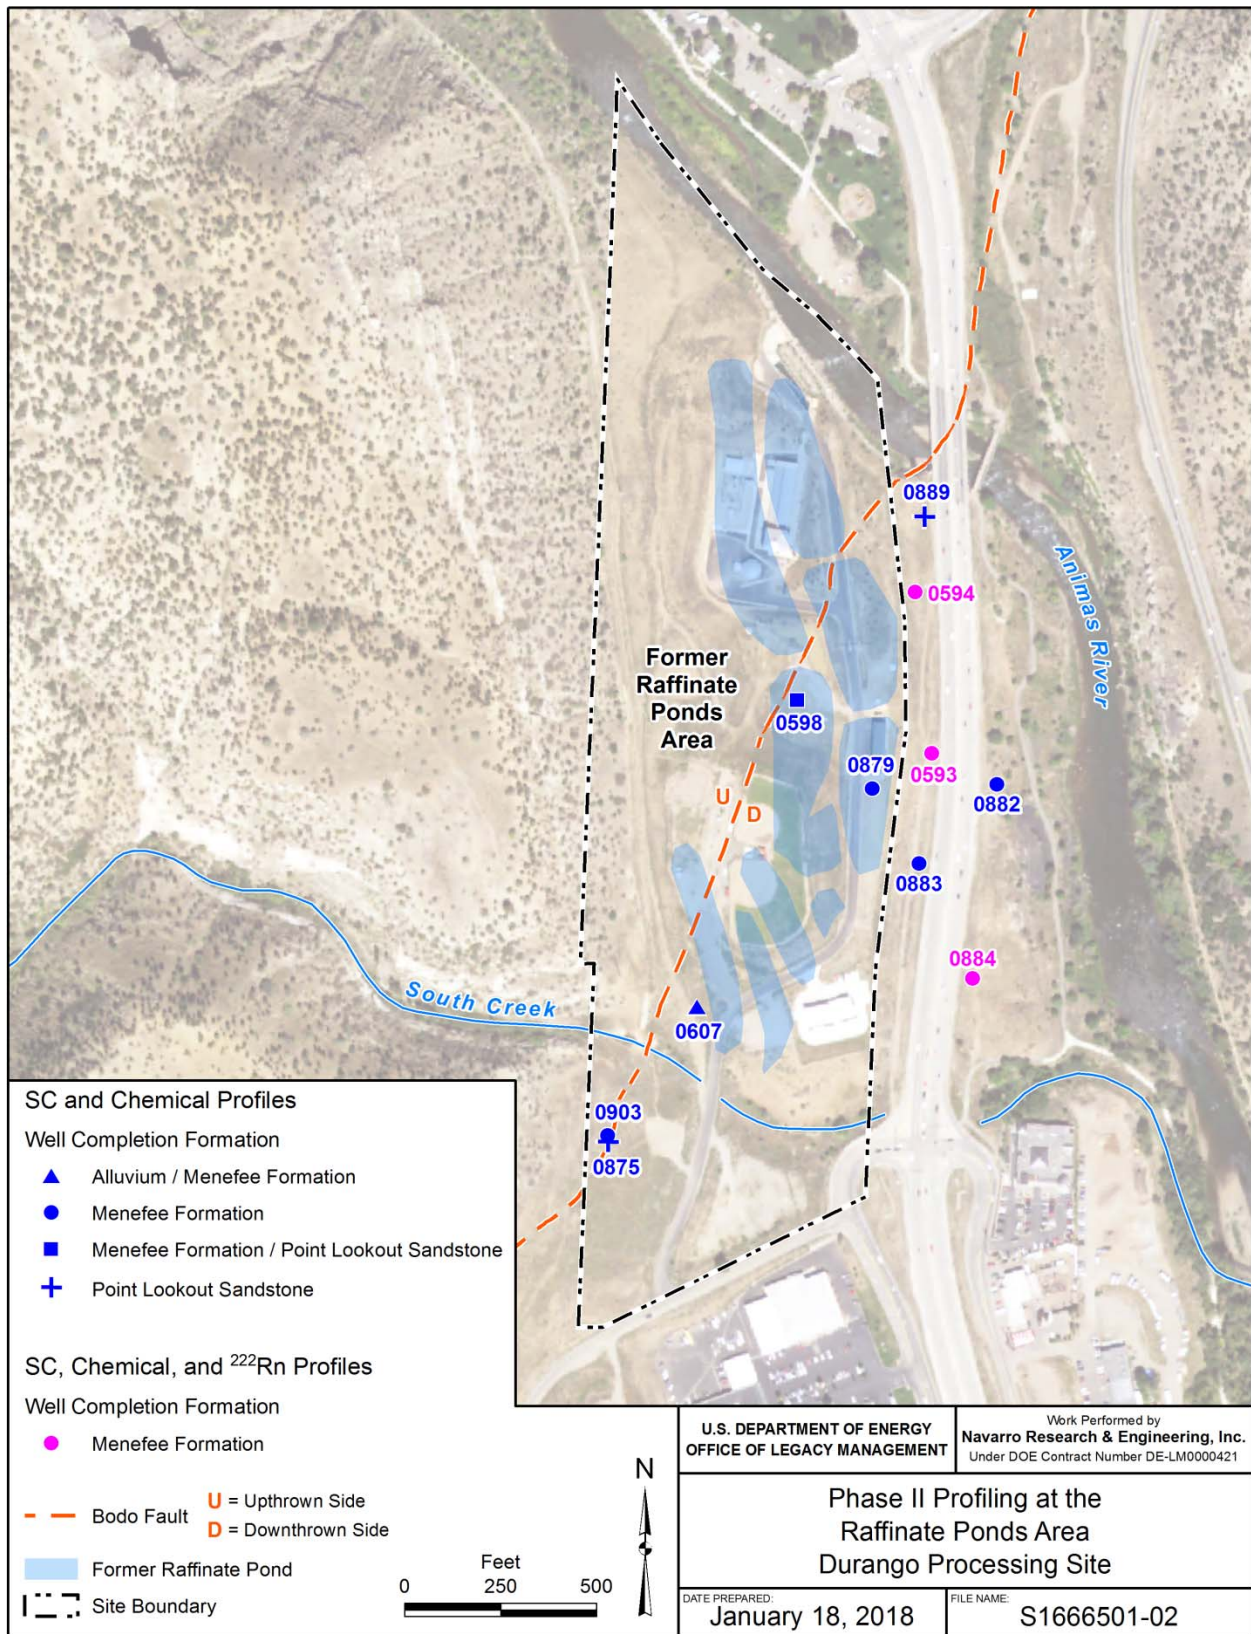 0889
0594
Animas River
Former
Raffinate
Ponds
Area
0598
0879
0593
0882
U
D
0883
0884
South Creek
0607
0903
0875
SC and Chemical Profiles
Well Completion Formation
Alluvium / Menefee Formation
Menefee Formation
Menefee Formation / Point Lookout Sandstone
Point Lookout Sandstone
SC, Chemical, and ²²²Rn Profiles
Well Completion Formation
Menefee Formation
Bodo Fault
U = Upthrown Side
D = Downthrown Side
Former Raffinate Pond
Site Boundary
Feet
0 250 500
N
U.S. DEPARTMENT OF ENERGY
OFFICE OF LEGACY MANAGEMENT
Work Performed by
Navarro Research & Engineering, Inc.
Under DOE Contract Number DE-LM0000421
Phase II Profiling at the
Raffinate Ponds Area
Durango Processing Site
DATE PREPARED:
January 18, 2018
FILE NAME:
S1666501-02